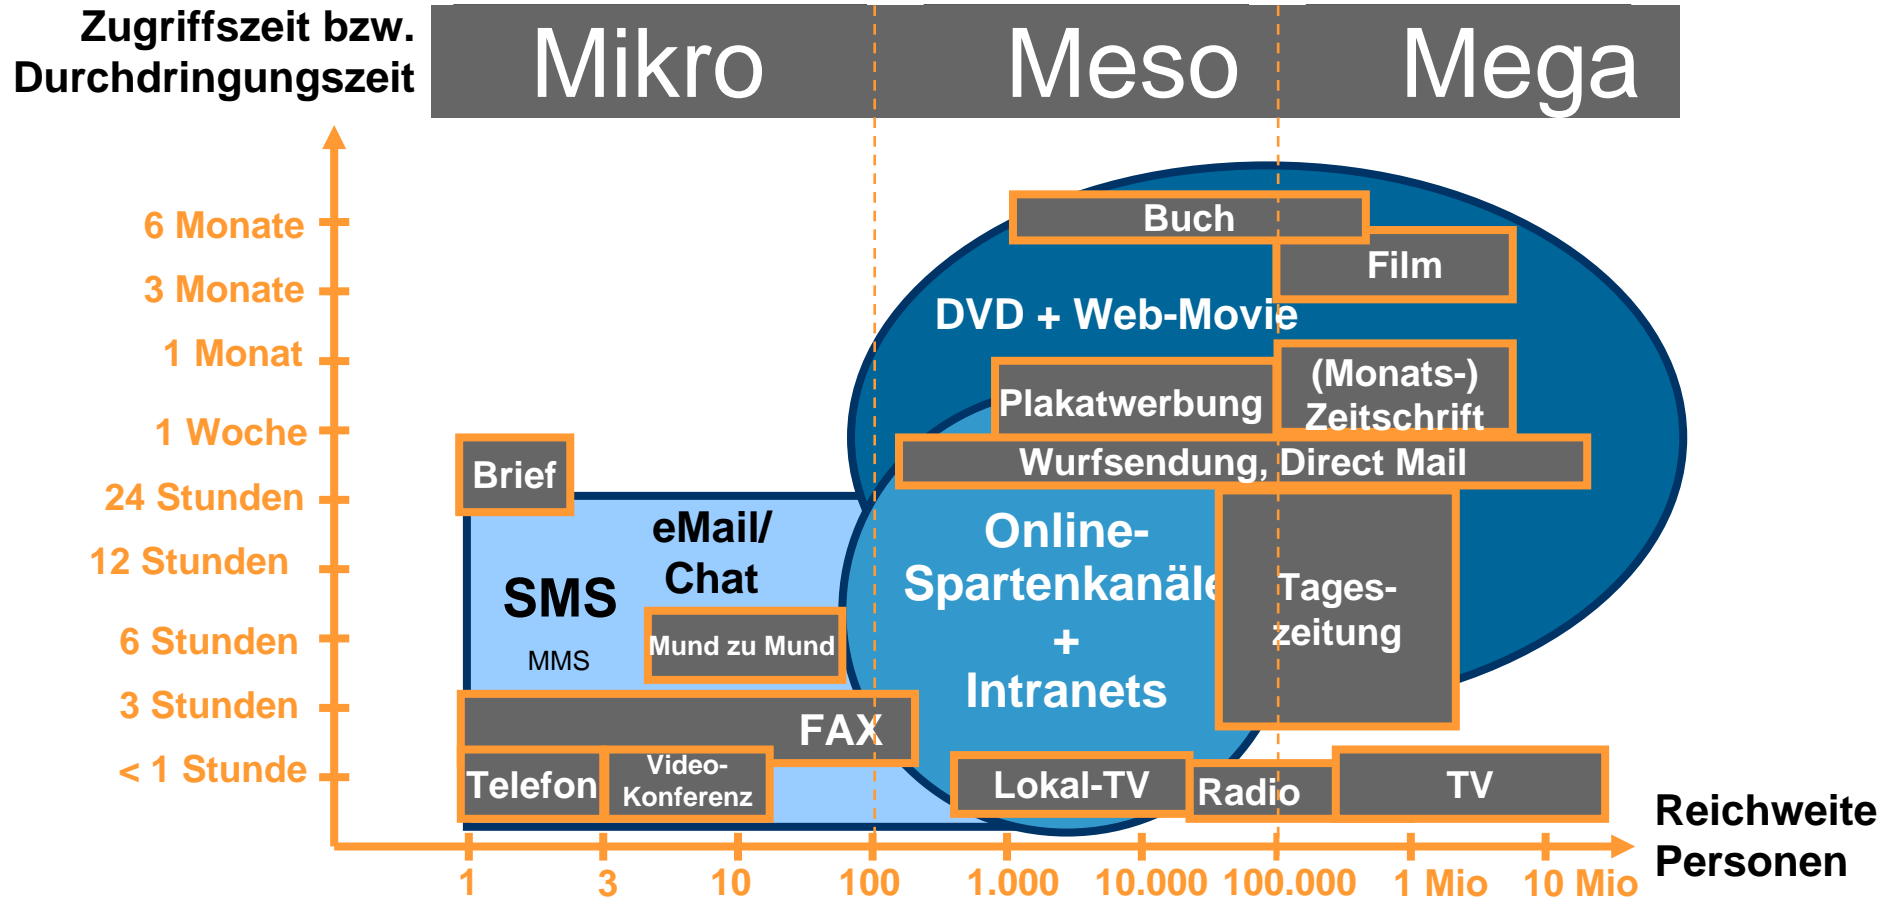 Zugriffszeit bzw.
Durchdringungszeit
Mikro
Meso
Mega
6 Monate
3 Monate
1 Monat
1 Woche
24 Stunden
12 Stunden
6 Stunden
3 Stunden
< 1 Stunde
Buch
Film
DVD + Web-Movie
Plakatwerbung
(Monats-)
Zeitschrift
Wurfsendung, Direct Mail
Brief
eMail/
Chat
SMS
MMS
Mund zu Mund
Online-
Spartenkanäle
+
Intranets
Tages-
zeitung
FAX
Telefon
Video-
Konferenz
Lokal-TV
Radio
TV
Reichweite
Personen
1
3
10
100
1.000
10.000
100.000
1 Mio
10 Mio